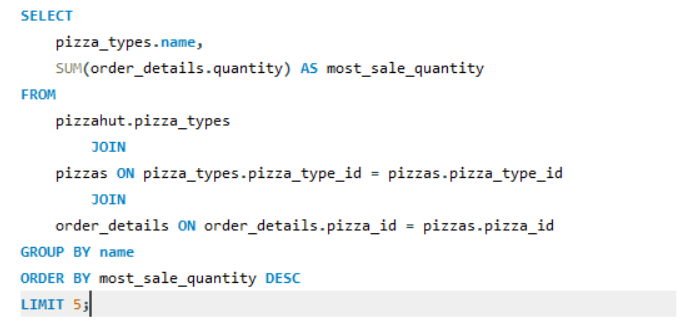 SELECT
pizza_types.name,
SUM(order_details.quantity) AS most_sale_quantity
FROM
pizzahut.pizza_types
JOIN
pizzas ON pizza_types.pizza_type_id = pizzas.pizza_type_id
JOIN
order_details ON order_details.pizza_id = pizzas.pizza_id
GROUP BY name
ORDER BY most_sale_quantity DESC
LIMIT 5;